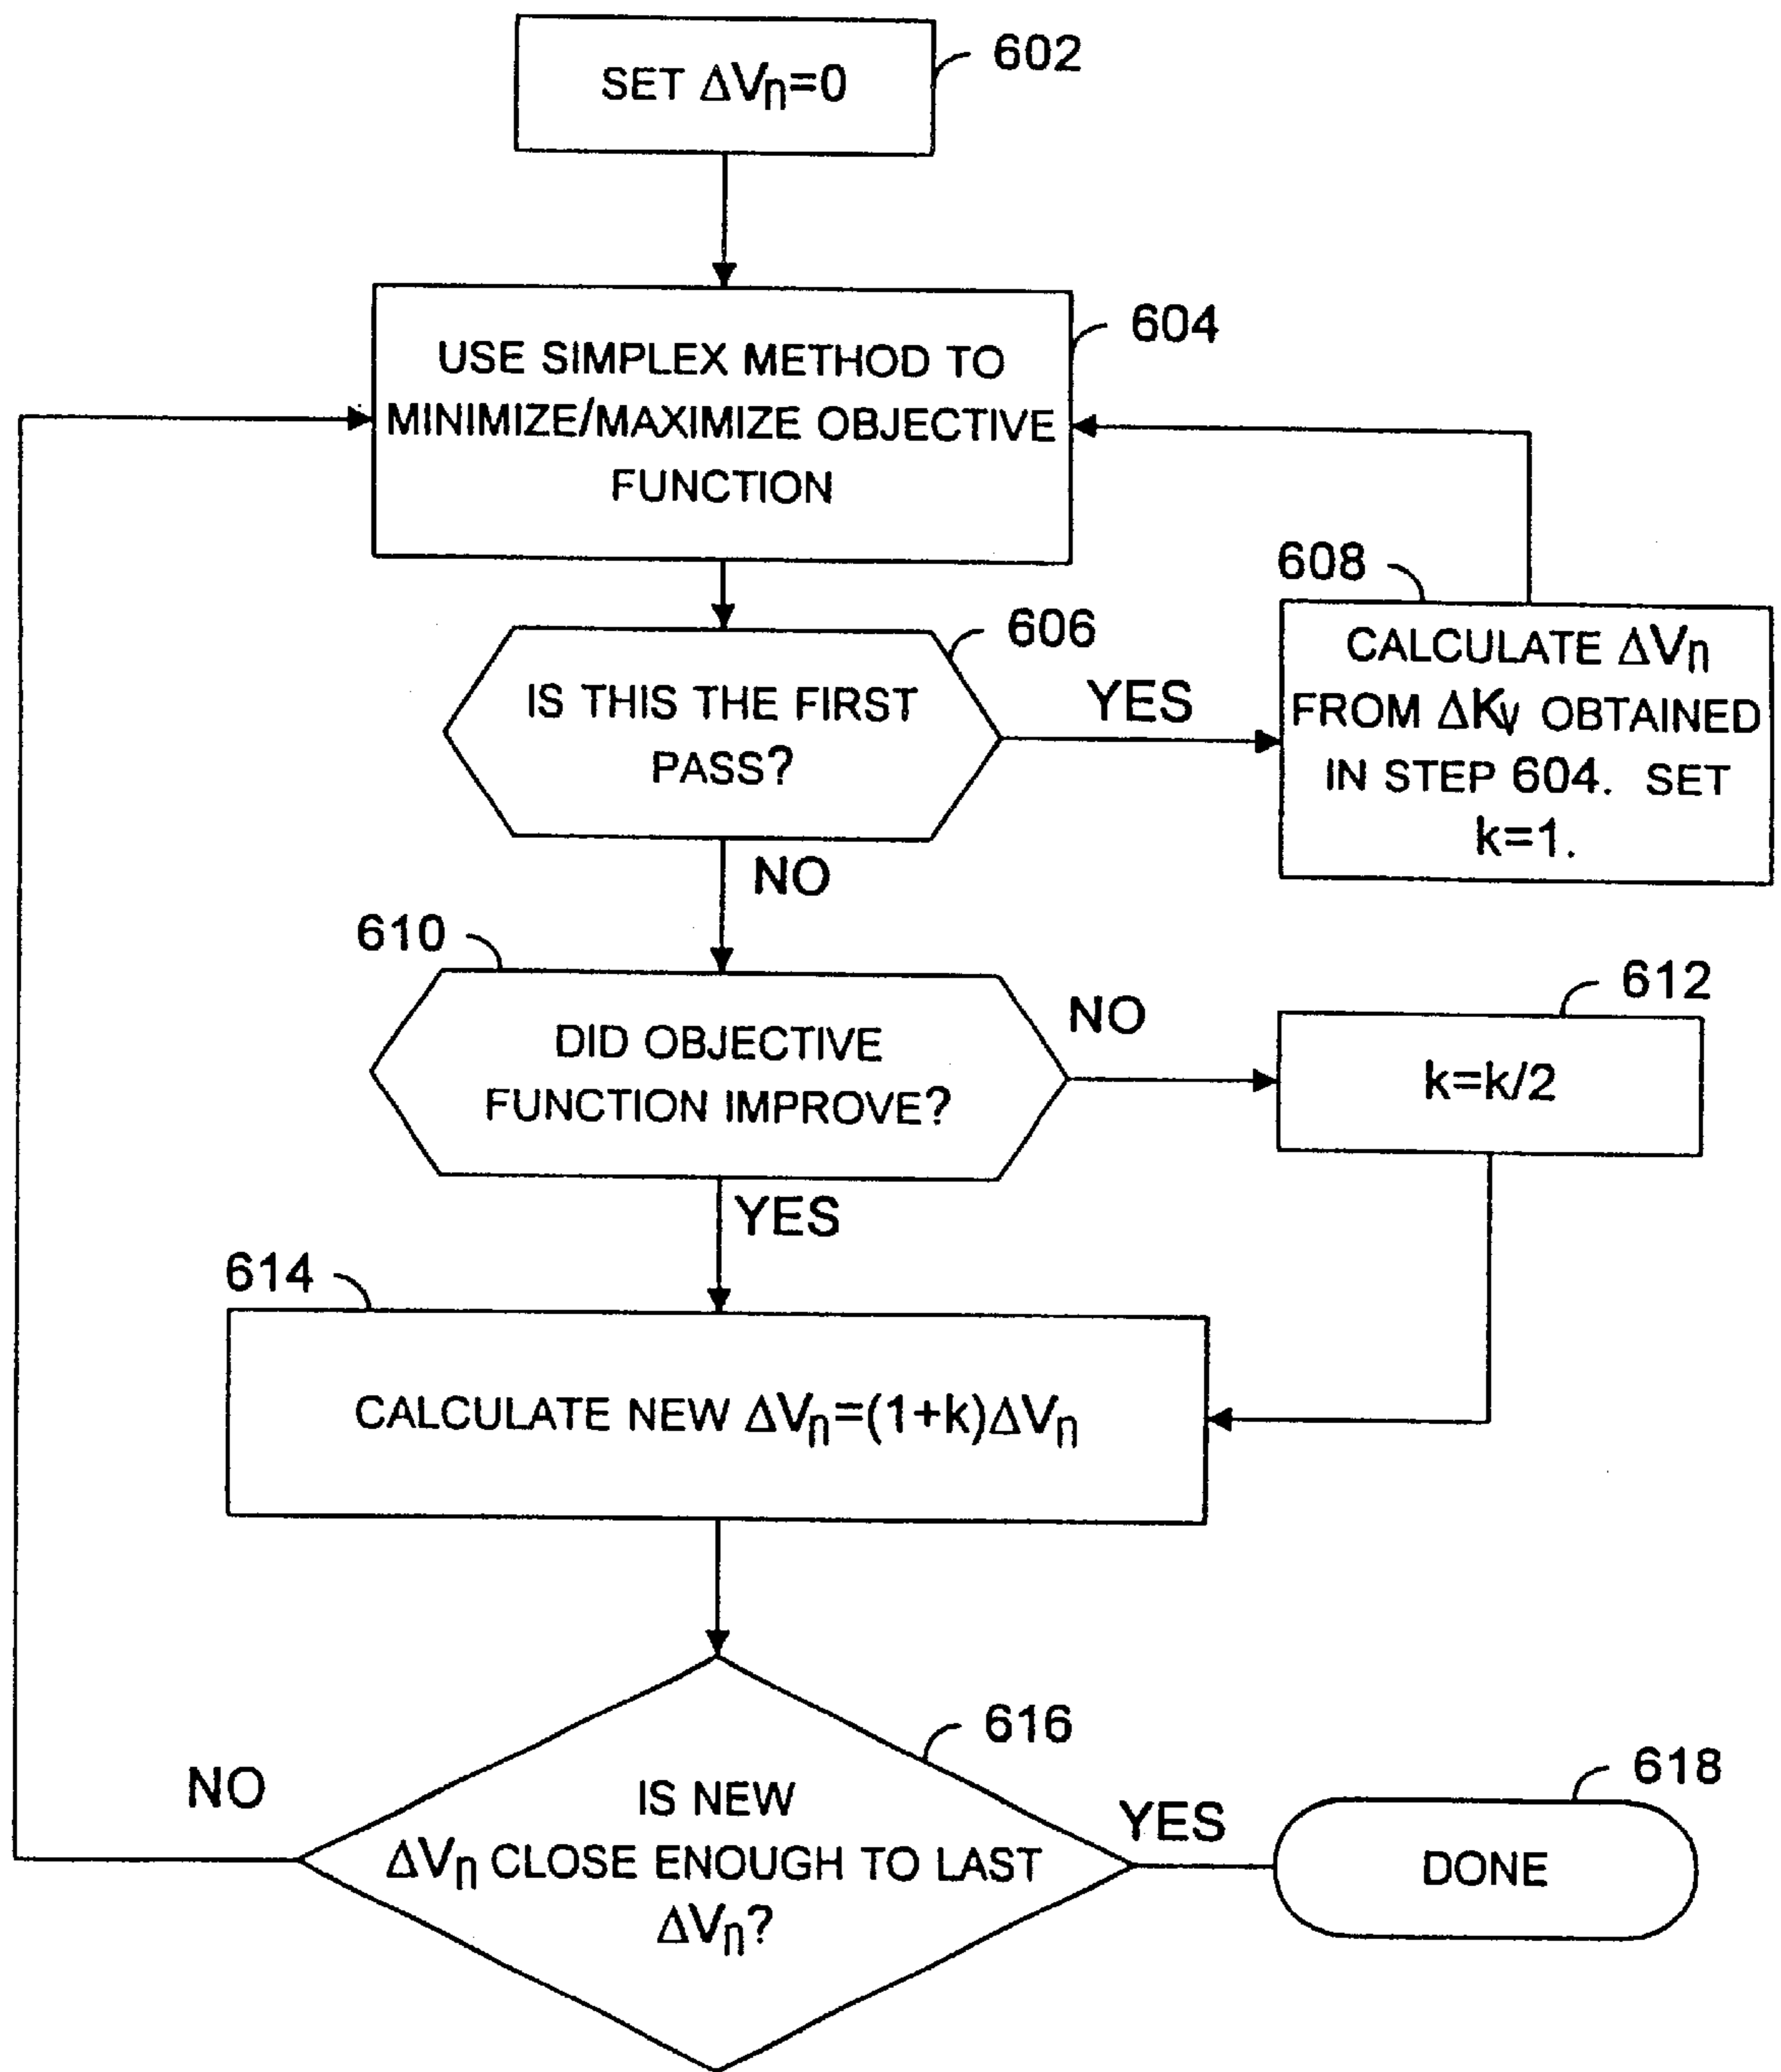 602
SET ΔVn=0
604
USE SIMPLEX METHOD TO
MINIMIZE/MAXIMIZE OBJECTIVE
FUNCTION
606
IS THIS THE FIRST
PASS?
YES
608
CALCULATE ΔVn
FROM ΔKv OBTAINED
IN STEP 604. SET
k=1.
NO
610
DID OBJECTIVE
FUNCTION IMPROVE?
NO
612
k=k/2
YES
614
CALCULATE NEW ΔVn=(1+k)ΔVn
616
IS NEW
ΔVn CLOSE ENOUGH TO LAST
ΔVn?
NO
YES
618
DONE